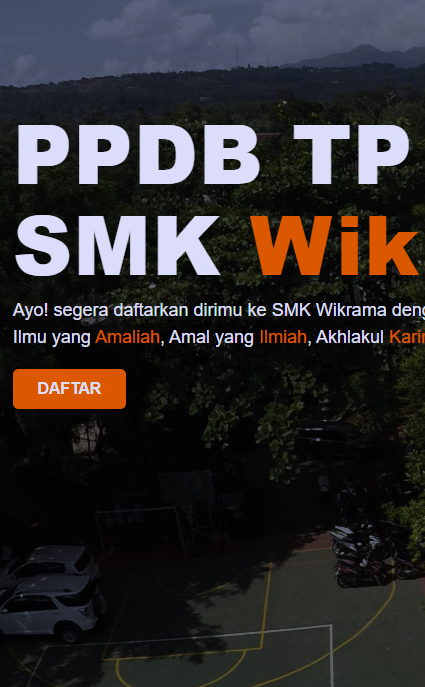 PPDB TP
SMK Wik
Ayo! segera daftarkan dirimu ke SMK Wikrama deng
Ilmu yang Amaliah, Amal yang Ilmiah, Akhlakul Karim
DAFTAR